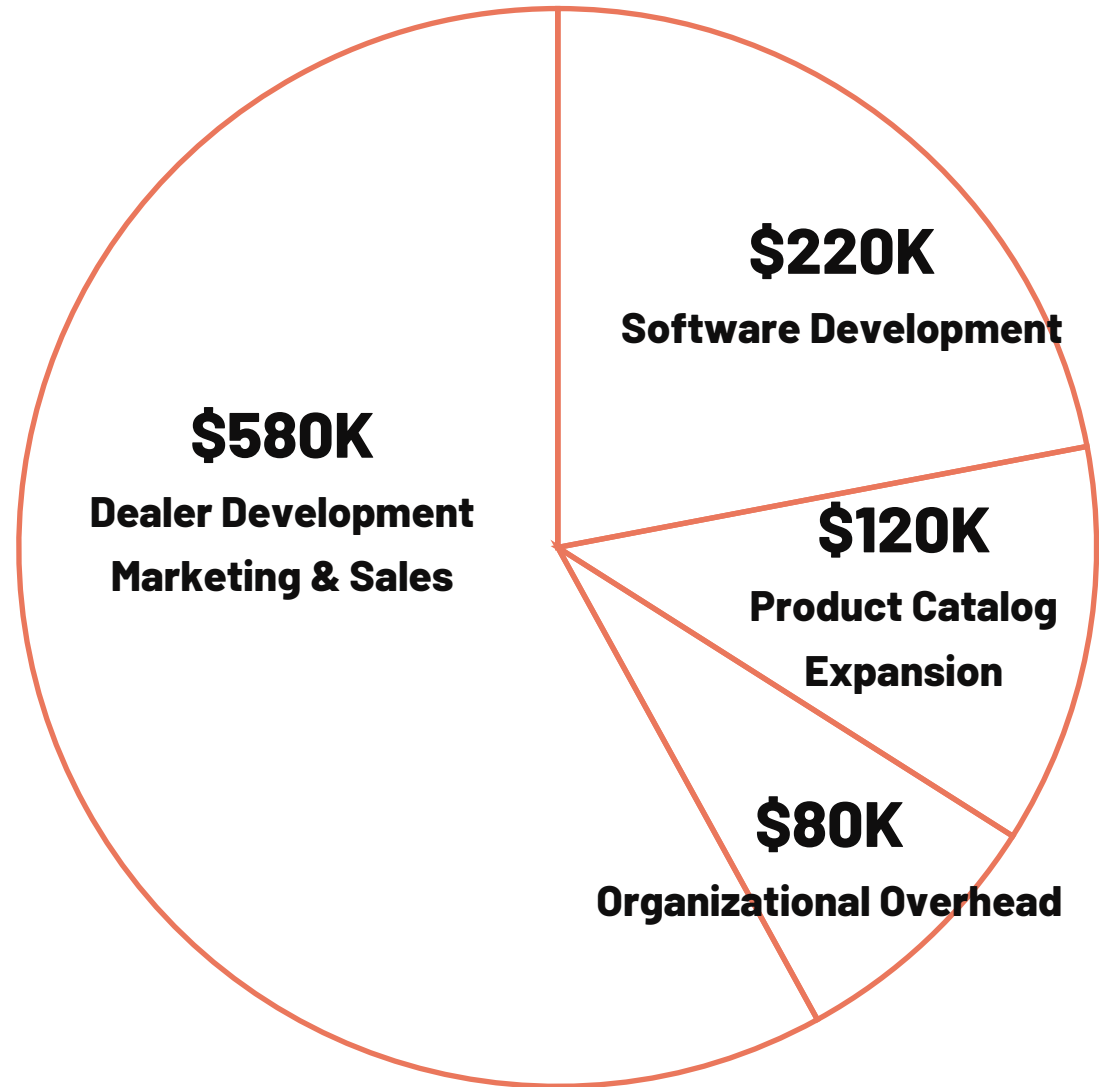 $220K
Software Development
$580K
Dealer Development
Marketing & Sales
$120K
Product Catalog
Expansion
$80K
Organizational Overhead